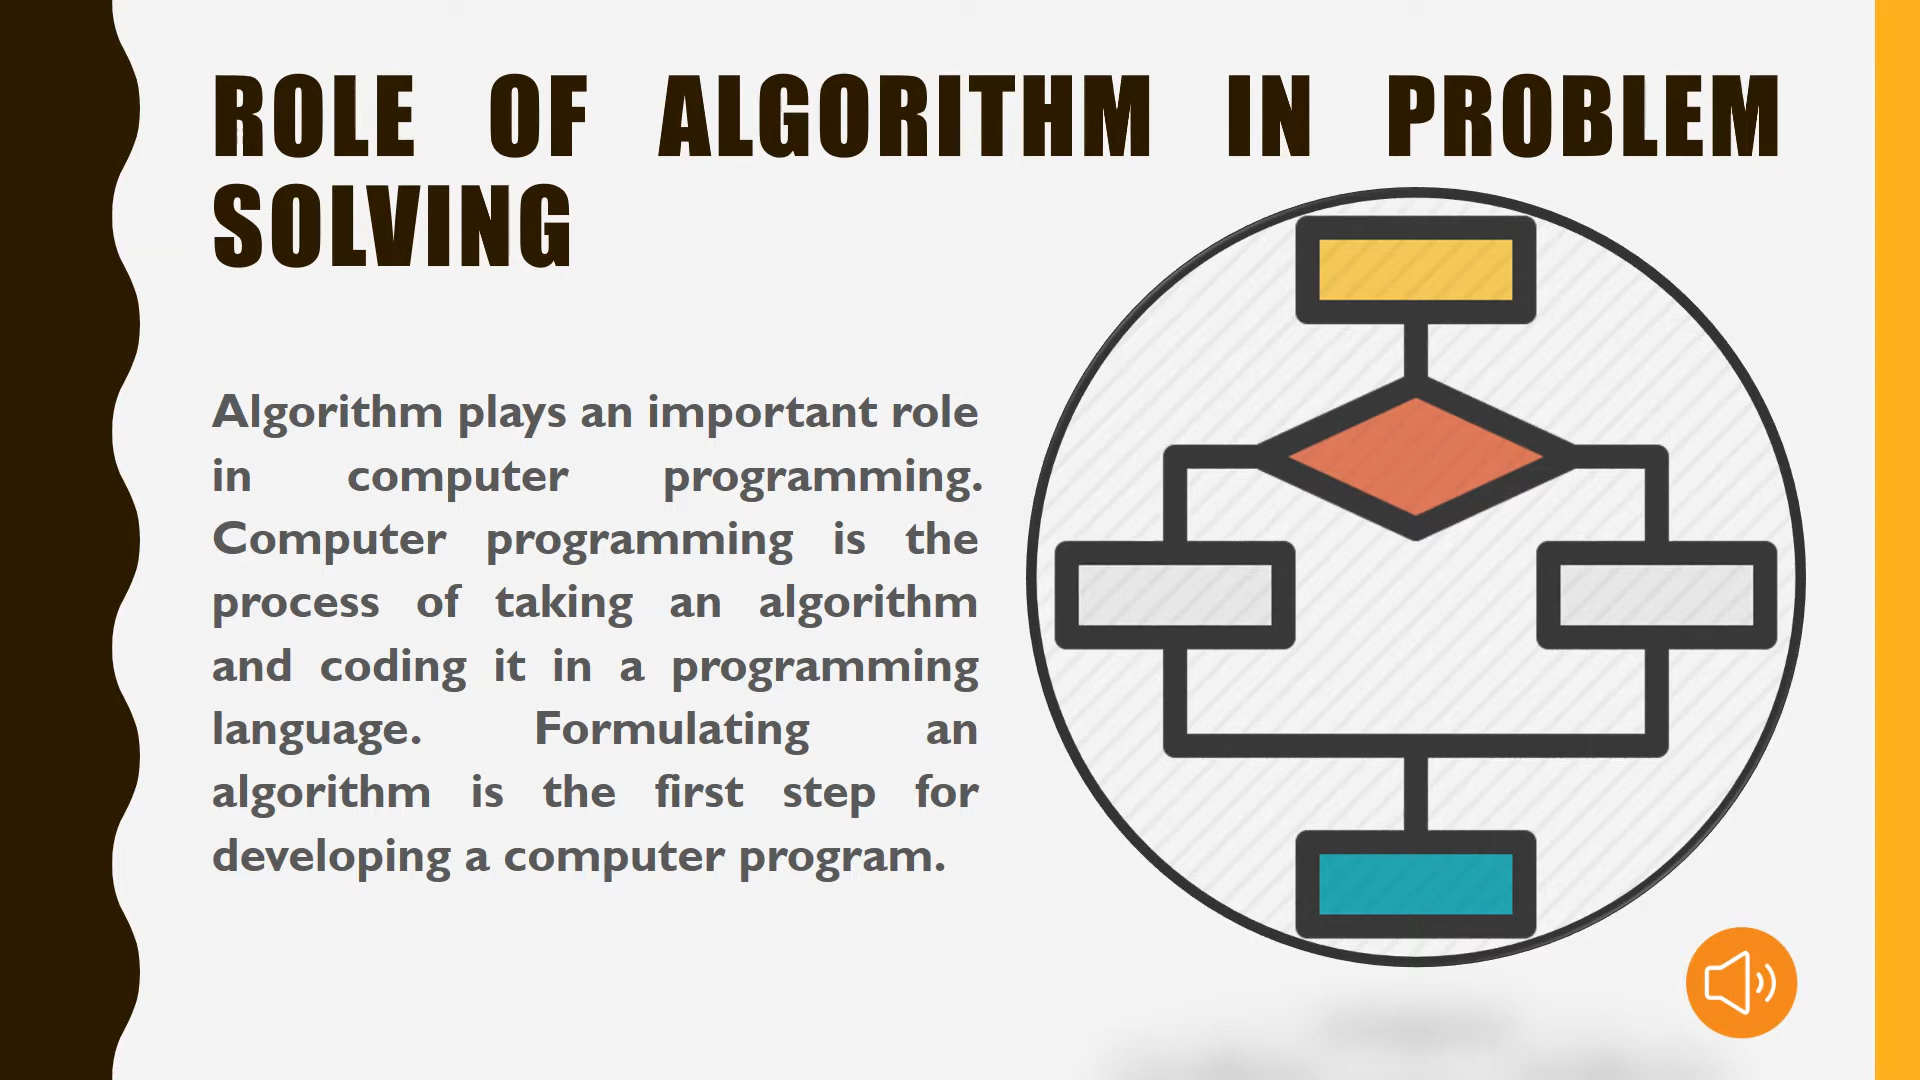 ROLE OF ALGORITHM IN PROBLEM
SOLVING
Algorithm plays an important role
in computer programming.
Computer programming is the
process of taking an algorithm
and coding it in a programming
language. Formulating an
algorithm is the first step for
developing a computer program.